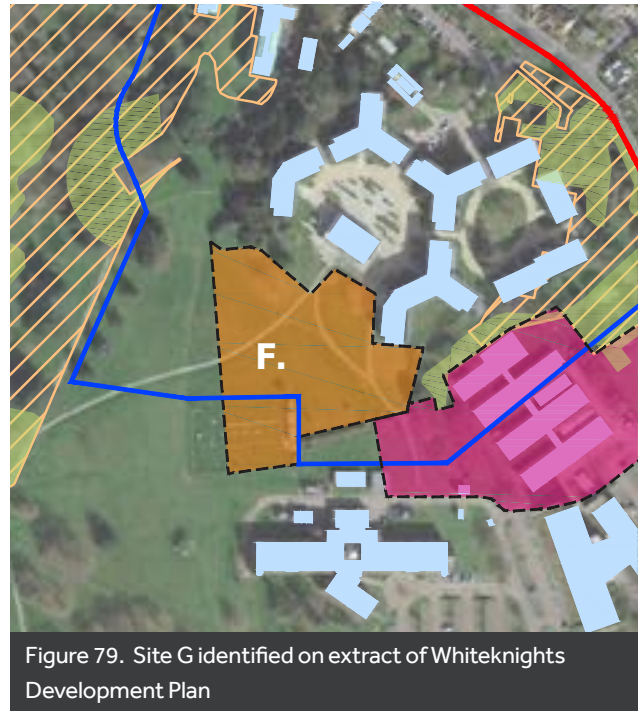 F.
Figure 79. Site G identified on extract of Whiteknights
Development Plan